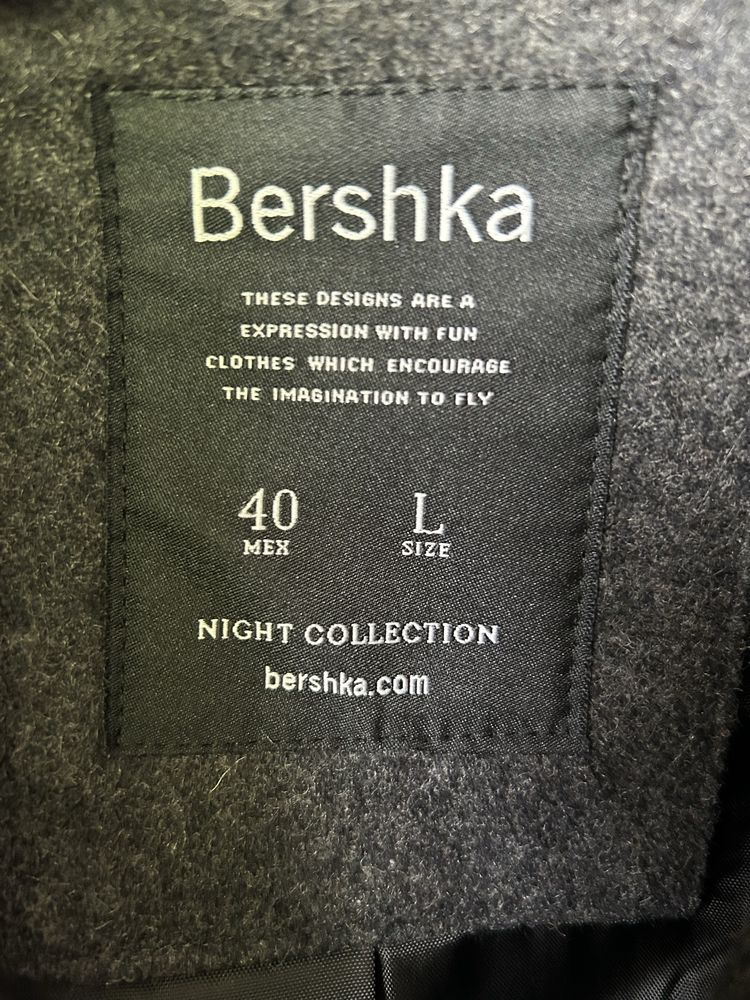 Bershka
THESE DESIGNS ARE A
EXPRESSION WITH FUN
CLOTHES WHICH ENCOURAGE
THE IMAGINATION TO FLY
40 L
MEX SIZE
NIGHT COLLECTION
bershka.com